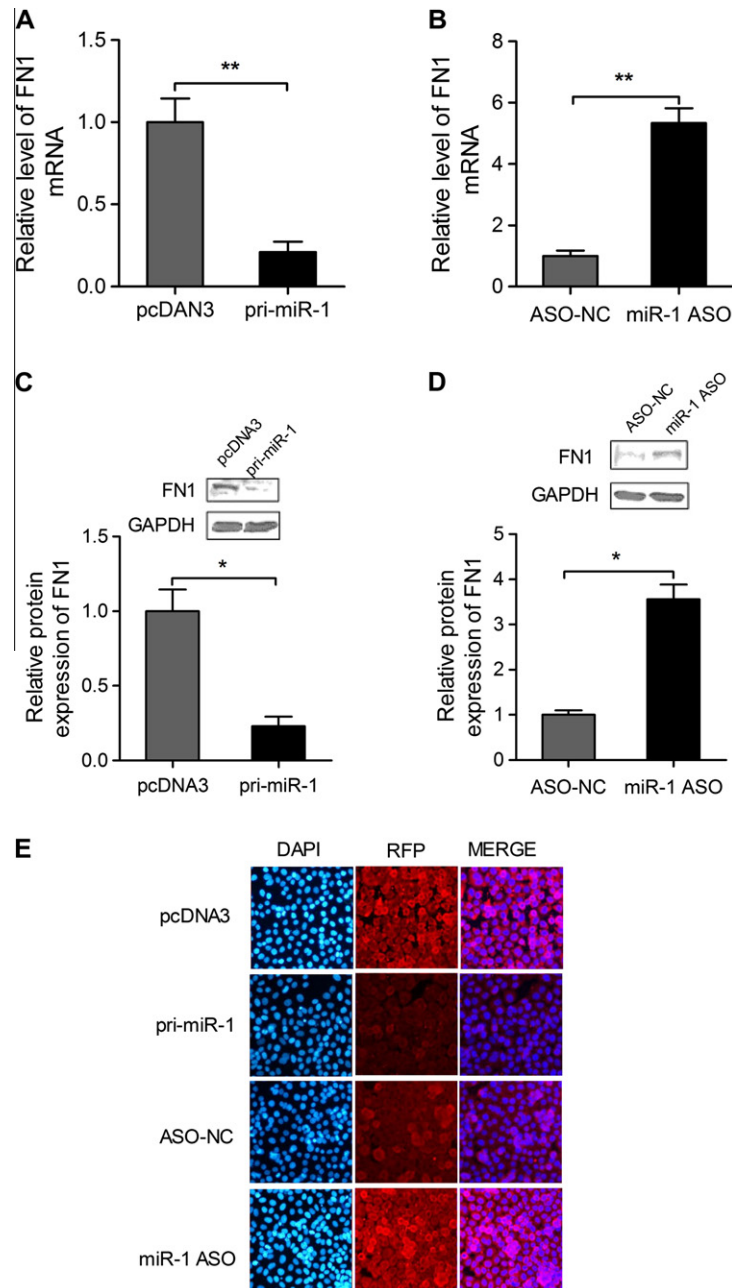 A
Relative level of FN1
mRNA
1.5
1.0
0.5
0.0
**
pcDAN3
pri-miR-1
B
Relative level of FN1
mRNA
8
6
4
2
0
**
ASO-NC
miR-1 ASO
C
pcDNA3
pri-miR-1
FN1
GAPDH
Relative protein
expression of FN1
1.5
1.0
0.5
0.0
*
pcDNA3
pri-miR-1
D
ASO-NC
miR-1 ASO
FN1
GAPDH
Relative protein
expression of FN1
5
4
3
2
1
0
*
ASO-NC
miR-1 ASO
E
DAPI
RFP
MERGE
pcDNA3
pri-miR-1
ASO-NC
miR-1 ASO